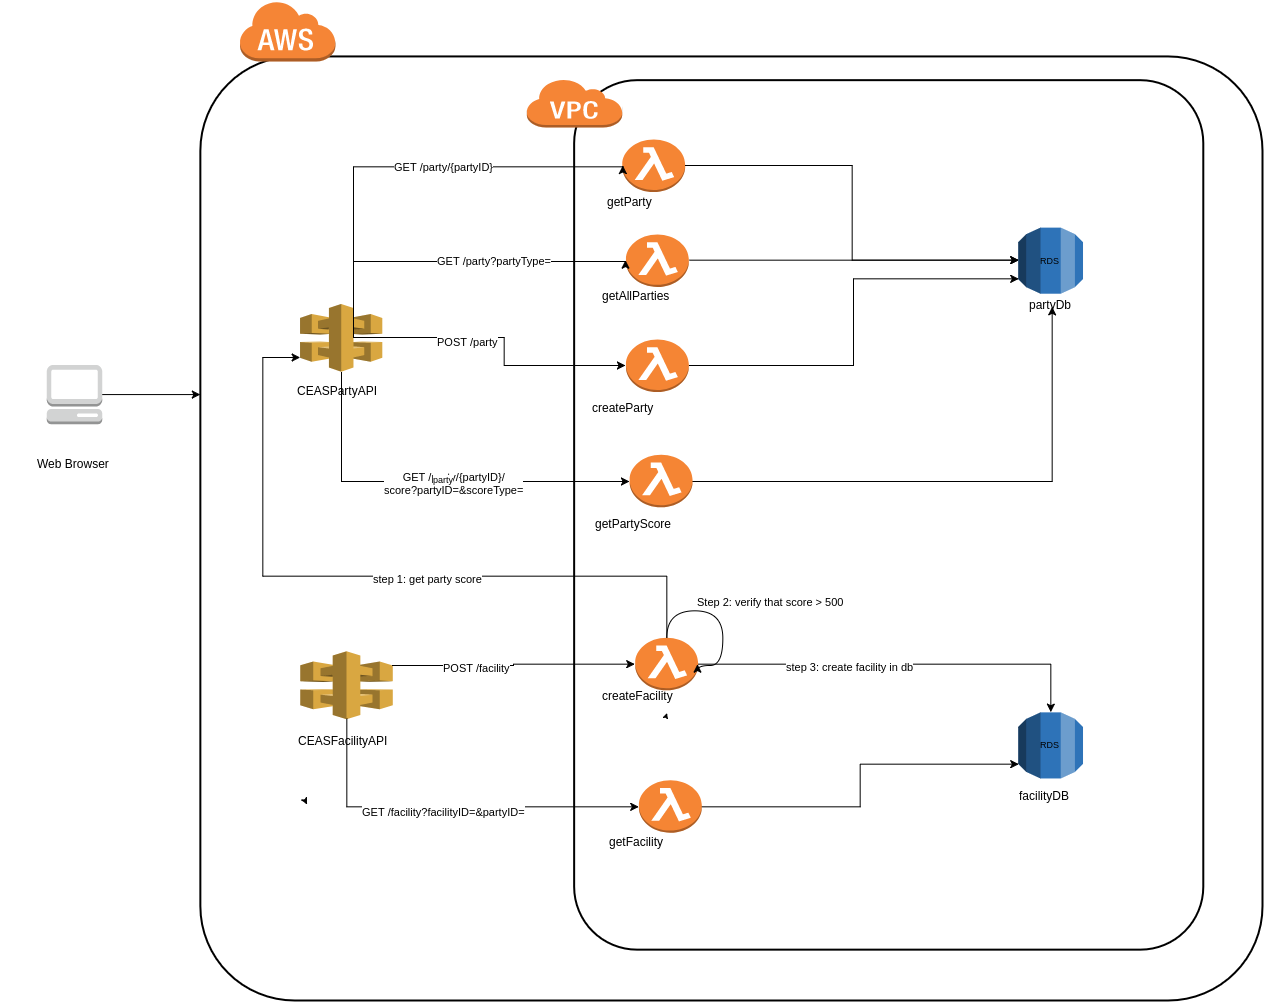 AWS
VPC
GET /party/{partyID}
getParty
GET /party?partyType=
getAllParties
RDS
partyDb
POST /party
CEASPartyAPI
createParty
Web Browser
GET /party/{partyID}/
score?partyID=&scoreType=
getPartyScore
step 1: get party score
Step 2: verify that score > 500
POST /facility
step 3: create facility in db
createFacility
CEASFacilityAPI
RDS
facilityDB
GET /facility?facilityID=&partyID=
getFacility